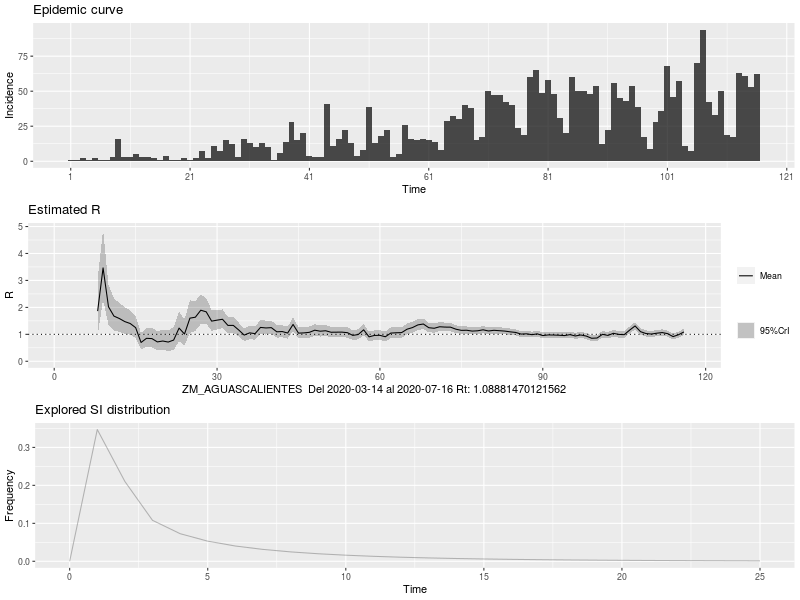 Epidemic curve
Incidence
75
50
25
0
1 21 41 61 81 101 121
Time
Estimated R
R
5
4
3
2
1
0
Mean
95%CrI
0 30 60 90 120
ZM_AGUASCALIENTES Del 2020-03-14 al 2020-07-16 Rt: 1.08881470121562
Explored SI distribution
Frequency
0.3
0.2
0.1
0.0
0 5 10 15 20 25
Time